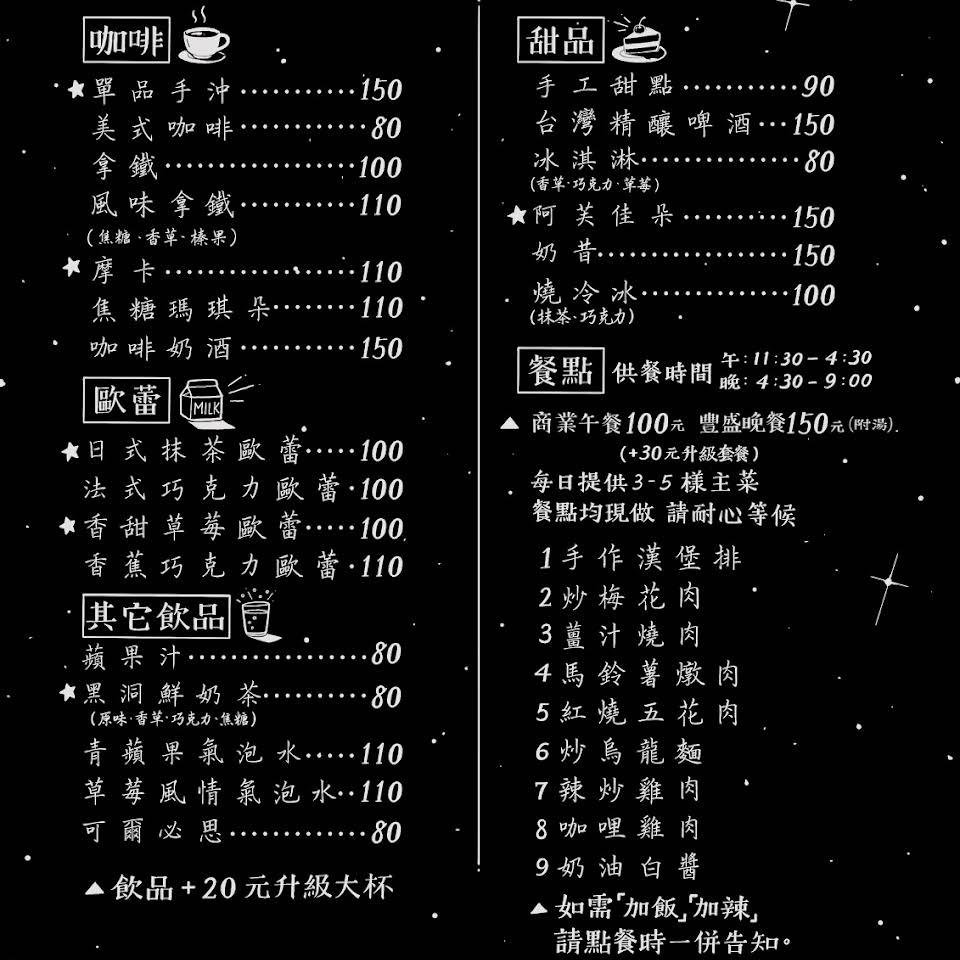 咖啡
★單品手沖...........150
美式咖啡............80
拿鐵.................100
風味拿鐵...........110
(焦糖、香草、榛果)
★摩卡.................110
焦糖瑪琪朵.......110
咖啡奶酒...........150
歐蕾
MILK
★日式抹茶歐蕾.....100
法式巧克力歐蕾.100
★香甜草莓歐蕾.....100
香蕉巧克力歐蕾.110
其它飲品
蘋果汁.................80
★黑洞鮮奶茶..........80
(原味·香草·巧克力·焦糖)
青蘋果氣泡水.....110
草莓風情氣泡水..110
可爾必思.............80
▲飲品+20元升級大杯
甜品
手工甜點...........90
台灣精釀啤酒...150
冰淇淋...............80
(香草·巧克力·草莓)
★阿芙佳朵..........150
奶昔..................150
燒冷冰..............100
(抹茶、巧克力)
餐點 供餐時間 午:11:30-4:30
晚:4:30-9:00
▲商業午餐100元 豐盛晚餐150元(附湯)
(+30元升級套餐)
每日提供3-5樣主菜
餐點均現做 請耐心等候
1手作漢堡排
2炒梅花肉
3薑汁燒肉
4馬鈴薯燉肉
5紅燒五花肉
6炒烏龍麵
7辣炒雞肉
8咖哩雞肉
9奶油白醬
▲如需「加飯」「加辣」
請點餐時一併告知。